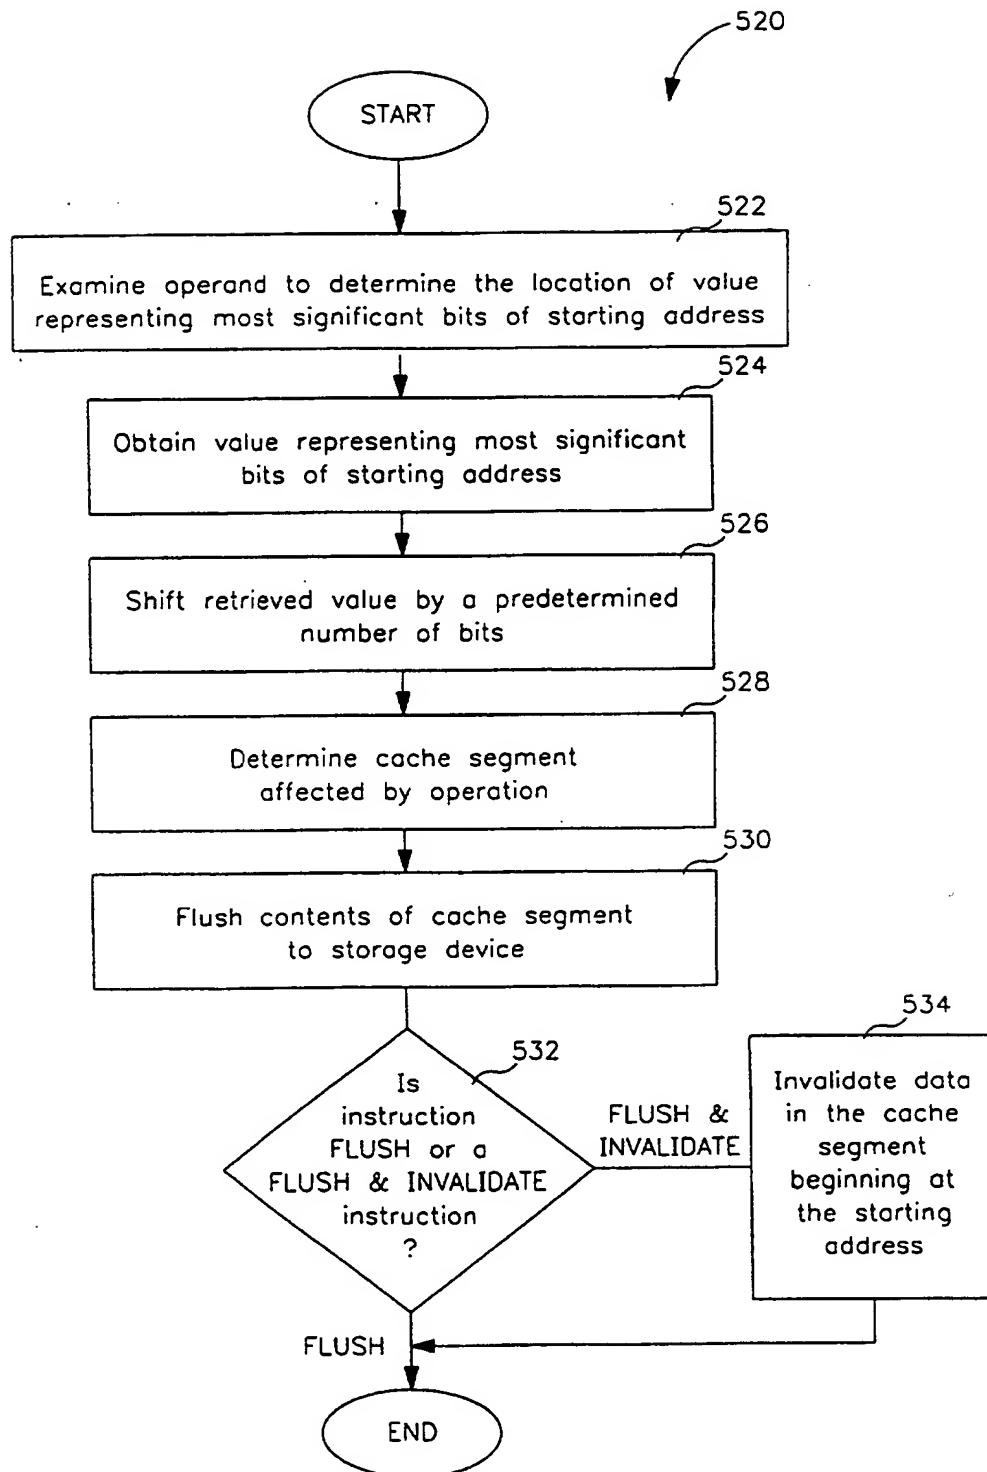 520
START
522
Examine operand to determine the location of value
representing most significant bits of starting address
524
Obtain value representing most significant
bits of starting address
526
Shift retrieved value by a predetermined
number of bits
528
Determine cache segment
affected by operation
530
Flush contents of cache segment
to storage device
532
Is
instruction
FLUSH or a
FLUSH & INVALIDATE
instruction
?
FLUSH &
INVALIDATE
534
Invalidate data
in the cache
segment
beginning at
the starting
address
FLUSH
END